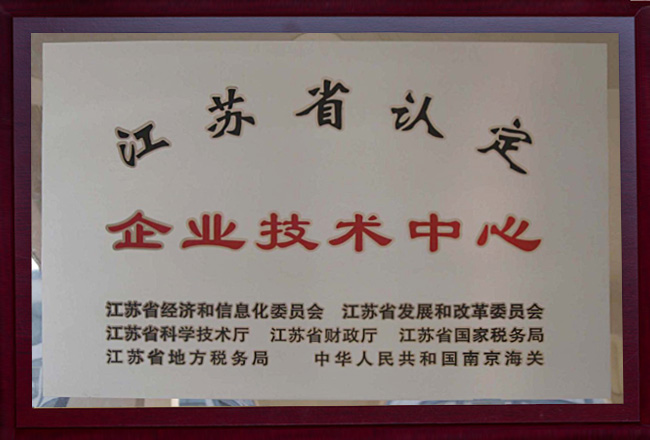 江苏省认定
企业技术中心
江苏省经济和信息化委员会 江苏省发展和改革委员会
江苏省科学技术厅 江苏省财政厅 江苏省国家税务局
江苏省地方税务局 中华人民共和国南京海关